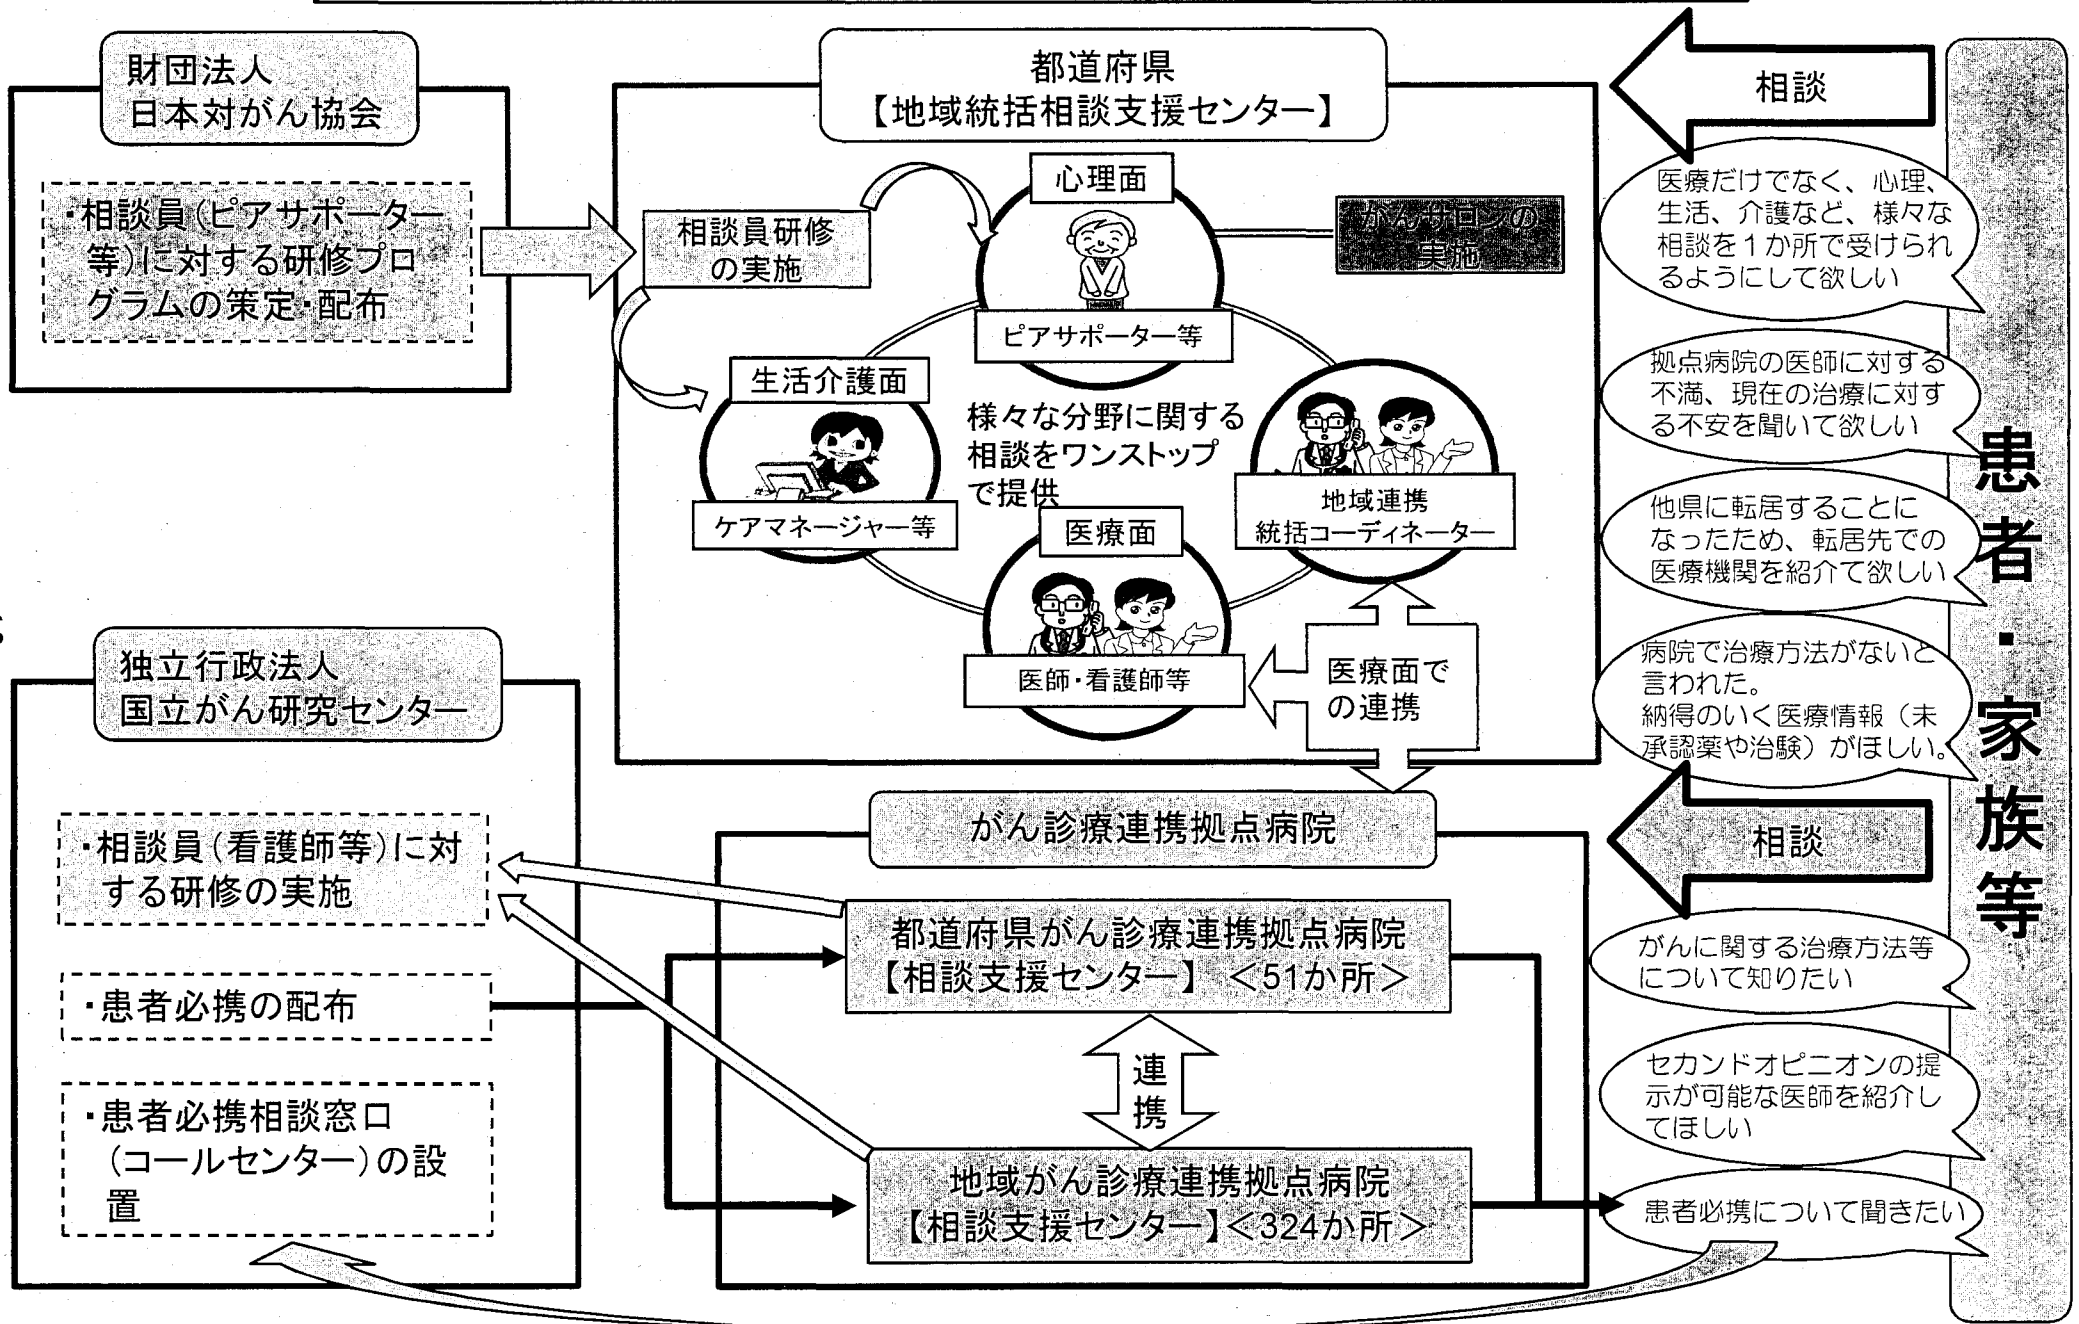 財団法人
日本対がん協会
・相談員(ピアサポーター
等)に対する研修プロ
グラムの策定・配布
都道府県
【地域統括相談支援センター】
相談員研修
の実施
心理面
ピアサポーター等
がんサロンの
実施
生活介護面
ケアマネージャー等
様々な分野に関する
相談をワンストップ
で提供
地域連携
統括コーディネーター
医療面
医師・看護師等
医療面で
の連携
相談
医療だけでなく、心理、
生活、介護など、様々な
相談を1か所で受けられ
るようにして欲しい
拠点病院の医師に対する
不満、現在の治療に対す
る不安を聞いて欲しい
他県に転居することに
なったため、転居先での
医療機関を紹介て欲しい
病院で治療方法がないと
言われた。
納得のいく医療情報(未
承認薬や治験)がほしい。
患者・家族等
独立行政法人
国立がん研究センター
・相談員(看護師等)に対
する研修の実施
・患者必携の配布
・患者必携相談窓口
(コールセンター)の設
置
がん診療連携拠点病院
都道府県がん診療連携拠点病院
【相談支援センター】 <51か所>
連
携
地域がん診療連携拠点病院
【相談支援センター】<324か所>
相談
がんに関する治療方法等
について知りたい
セカンドオピニオンの提
示が可能な医師を紹介し
てほしい
患者必携について聞きたい